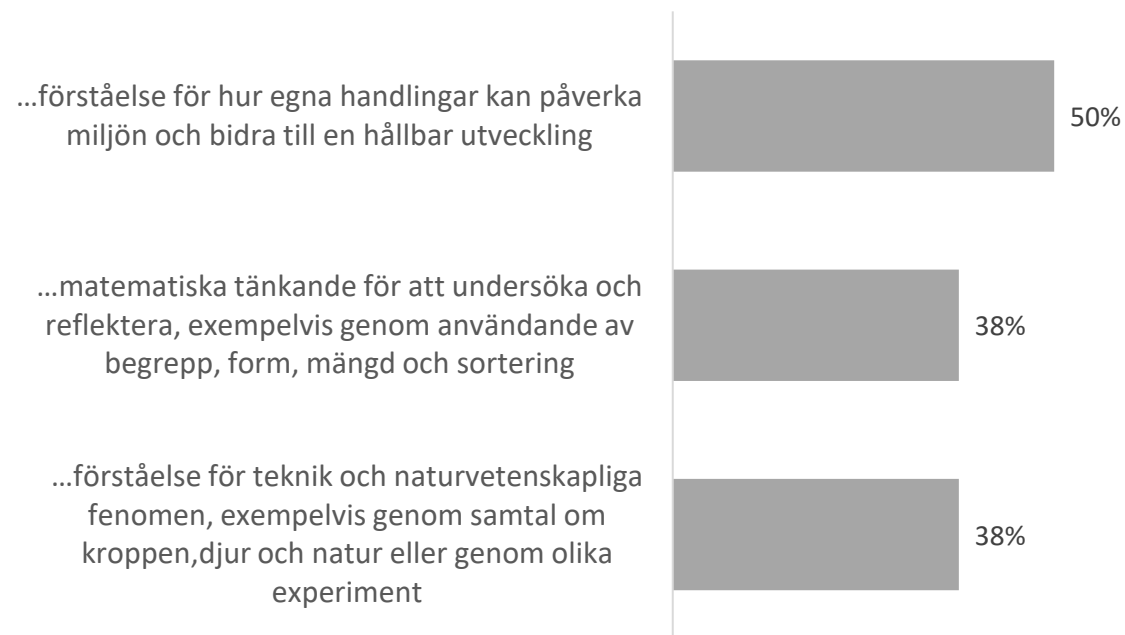 ...förståelse för hur egna handlingar kan påverka
miljön och bidra till en hållbar utveckling
50%
...matematiska tänkande för att undersöka och
reflektera, exempelvis genom användande av
begrepp, form, mängd och sortering
38%
...förståelse för teknik och naturvetenskapliga
fenomen, exempelvis genom samtal om
kroppen,djur och natur eller genom olika
experiment
38%